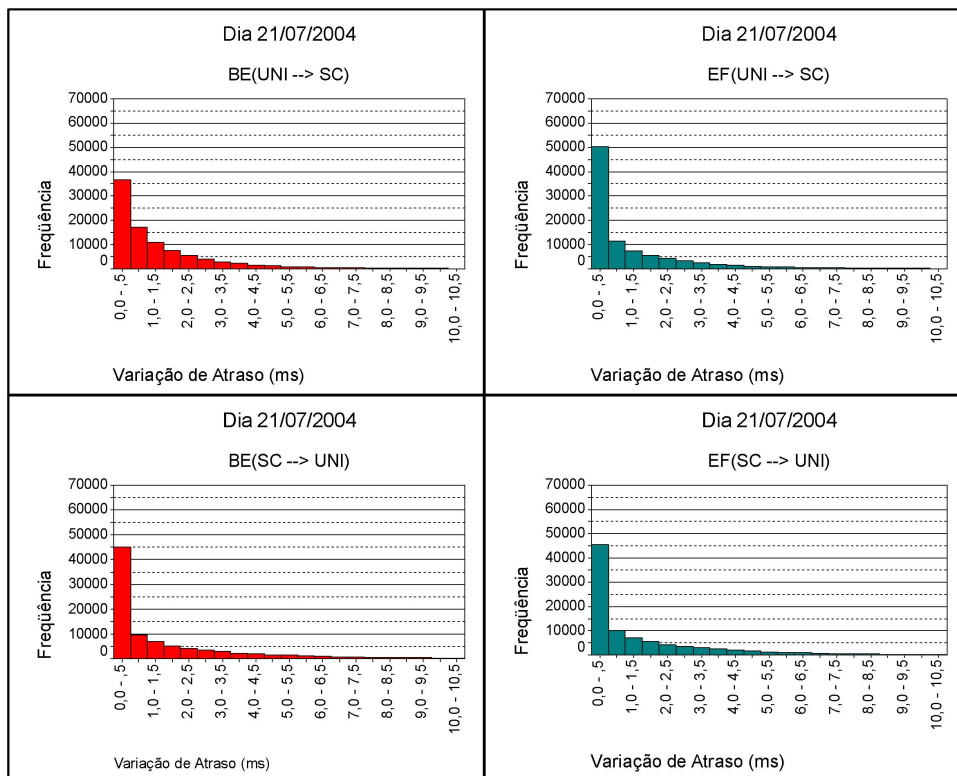 Dia 21/07/2004
BE(UNI --> SC)
Freqüência
70000
60000
50000
40000
30000
20000
10000
0
0,0 - ,5
1,0 - 1,5
2,0 - 2,5
3,0 - 3,5
4,0 - 4,5
5,0 - 5,5
6,0 - 6,5
7,0 - 7,5
8,0 - 8,5
9,0 - 9,5
10,0 - 10,5
Variação de Atraso (ms)
Dia 21/07/2004
EF(UNI --> SC)
Freqüência
70000
60000
50000
40000
30000
20000
10000
0
0,0 - ,5
1,0 - 1,5
2,0 - 2,5
3,0 - 3,5
4,0 - 4,5
5,0 - 5,5
6,0 - 6,5
7,0 - 7,5
8,0 - 8,5
9,0 - 9,5
10,0 - 10,5
Variação de Atraso (ms)
Dia 21/07/2004
BE(SC --> UNI)
Freqüência
70000
60000
50000
40000
30000
20000
10000
0
0,0 - ,5
1,0 - 1,5
2,0 - 2,5
3,0 - 3,5
4,0 - 4,5
5,0 - 5,5
6,0 - 6,5
7,0 - 7,5
8,0 - 8,5
9,0 - 9,5
10,0 - 10,5
Variação de Atraso (ms)
Dia 21/07/2004
EF(SC --> UNI)
Freqüência
70000
60000
50000
40000
30000
20000
10000
0
0,0 - ,5
1,0 - 1,5
2,0 - 2,5
3,0 - 3,5
4,0 - 4,5
5,0 - 5,5
6,0 - 6,5
7,0 - 7,5
8,0 - 8,5
9,0 - 9,5
10,0 - 10,5
Variação de Atraso (ms)